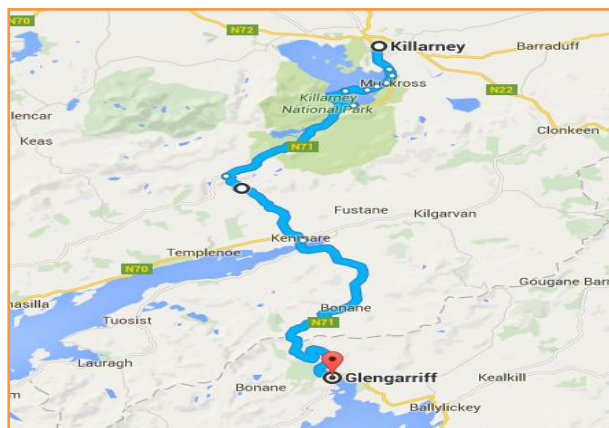 N70
N72
Killarney
Barraduff
Muckross
Killarney
National Park
N22
lencar
Keas
Clonkeen
N71
Fustane
Kilgarvan
Kenmare
Templenoe
N70
Gougane Bar
masilla
Bonane
Tuosist
N71
Lauragh
Glengarriff
Kealkill
Bonane
m
Ballylickey